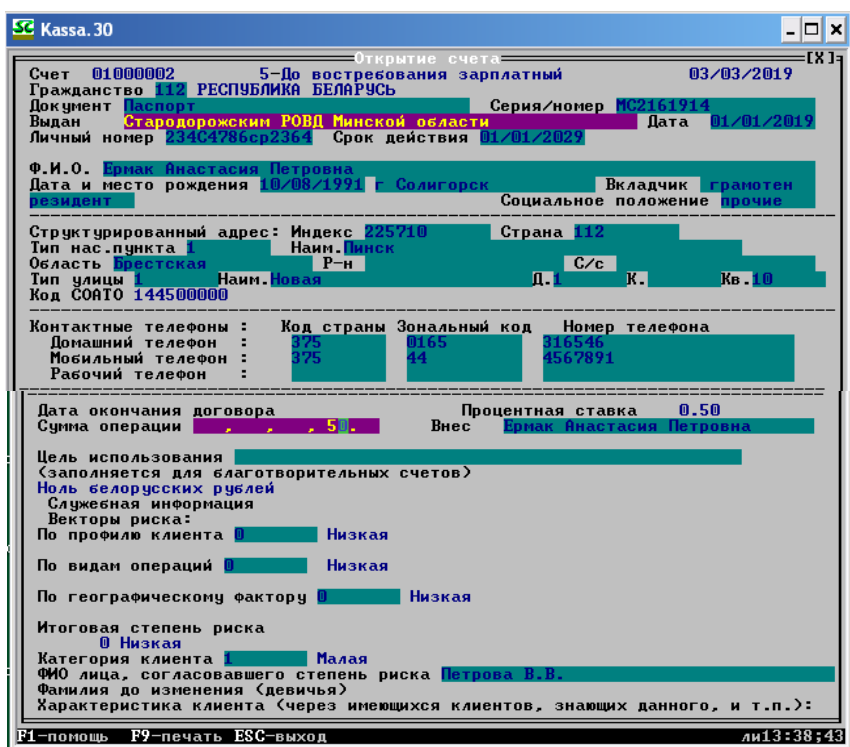 Kassa.30
Открытие счета [X]
Счет 01000002 5-До востребования зарплатный 03/03/2019
Гражданство 112 РЕСПУБЛИКА БЕЛАРУСЬ
Документ Паспорт Серия/номер МС2161914
Выдан Стародорожским РОВД Минской области Дата 01/01/2019
Личный номер 234С4786ср2364 Срок действия 01/01/2029
Ф.И.О. Ермак Анастасия Петровна
Дата и место рождения 10/08/1991 г Солигорск Вкладчик грамотен
резидент Социальное положение прочие
Структурированный адрес: Индекс 225710 Страна 112
Тип нас.пункта 1 Наим.Пинск
Область Брестская Р-н С/с
Тип улицы 1 Наим.Новая Д.1 К. Кв.10
Код СОАТО 144500000
Контактные телефоны : Код страны Зональный код Номер телефона
Домашний телефон : 375 0165 316546
Мобильный телефон : 375 44 4567891
Рабочий телефон :
Дата окончания договора Процентная ставка 0.50
Сумма операции , , , 50. Внес Ермак Анастасия Петровна
Цель использования
(заполняется для благотворительных счетов)
Ноль белорусских рублей
Служебная информация
Векторы риска:
По профилю клиента 0 Низкая
По видам операций 0 Низкая
По географическому фактору 0 Низкая
Итоговая степень риска
0 Низкая
Категория клиента 1 Малая
ФИО лица, согласовавшего степень риска Петрова В.В.
Фамилия до изменения (девичья)
Характеристика клиента (через имеющихся клиентов, знающих данного, и т.п.):
F1-помощь F9-печать ESC-выход ли13:38;43